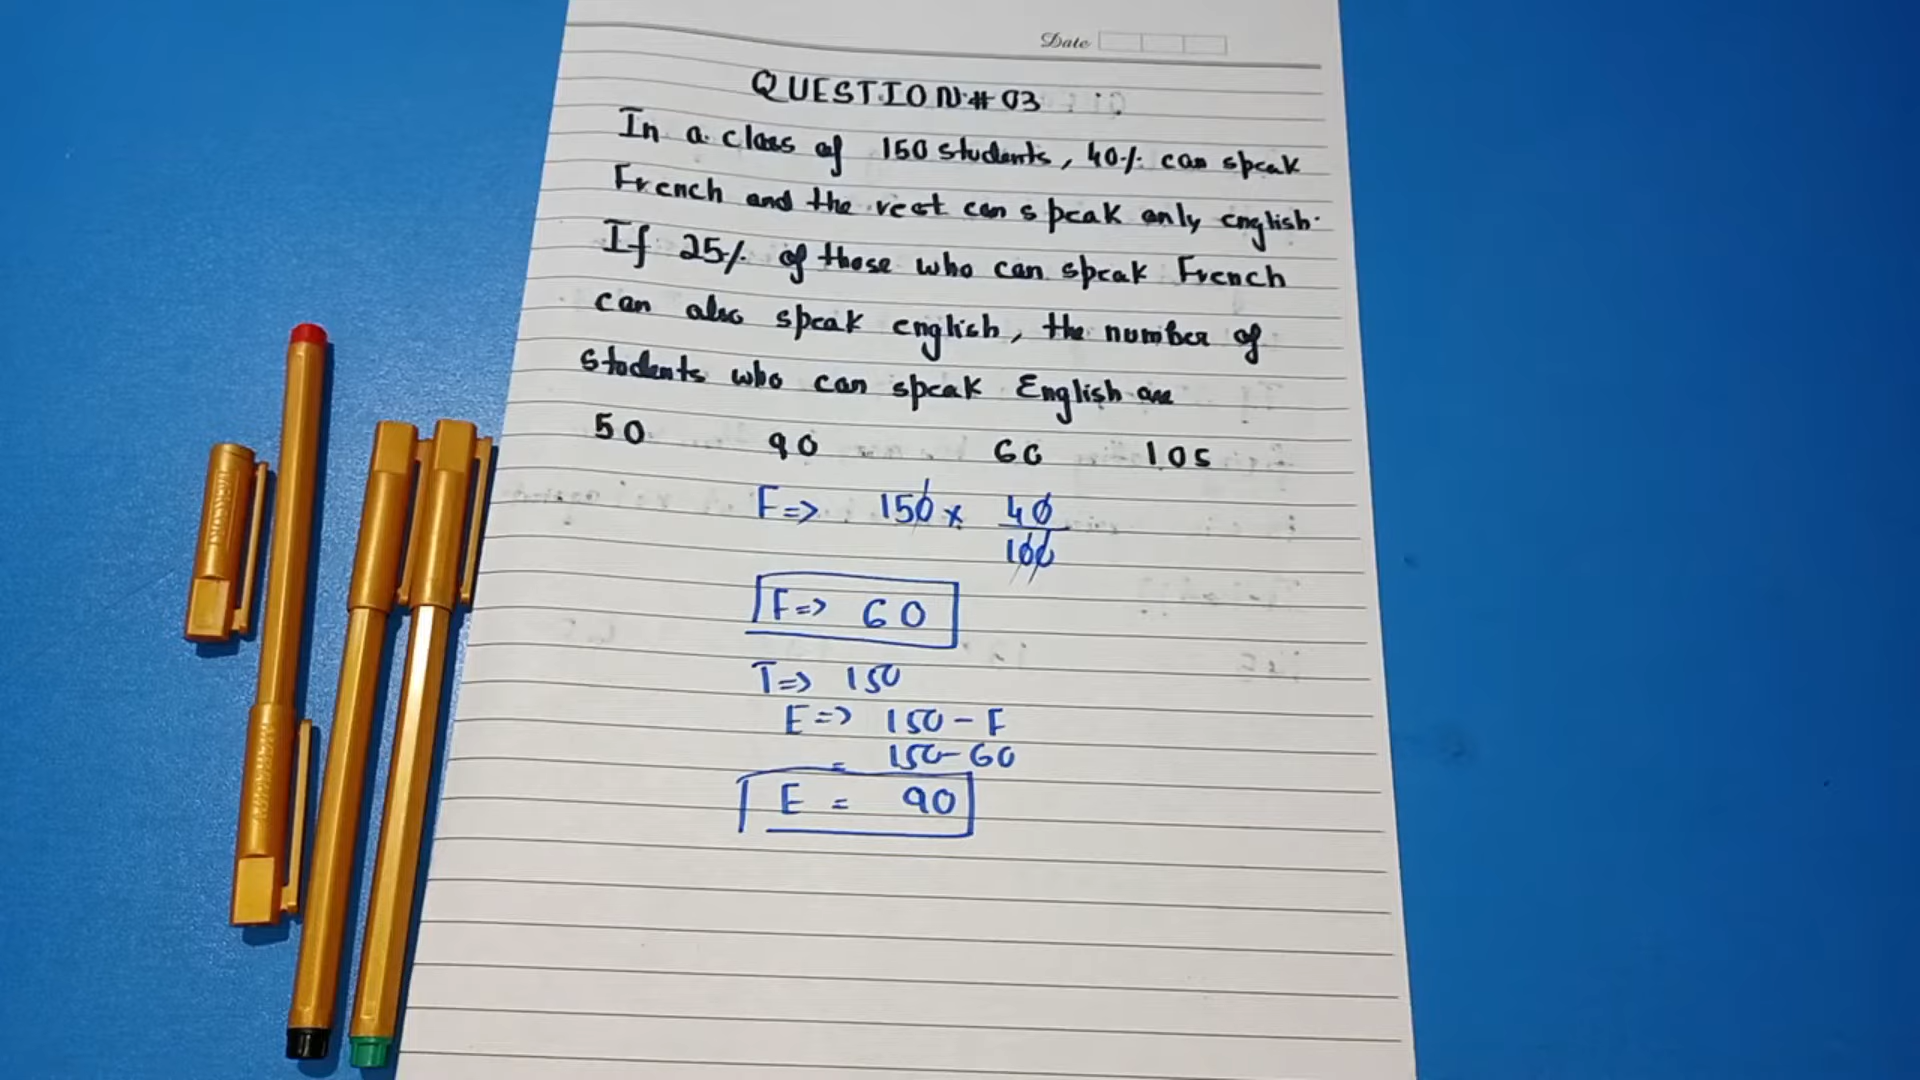 Date
QUESTION # 03
In a class of 150 students, 40% can speak
French and the rest can speak only english.
If 25% of those who can speak French
can also speak english, the number of
students who can speak English are
50 90 60 105
F => 150 × 40
100
F => 60
T => 150
E => 150 - F
= 150 - 60
E = 90